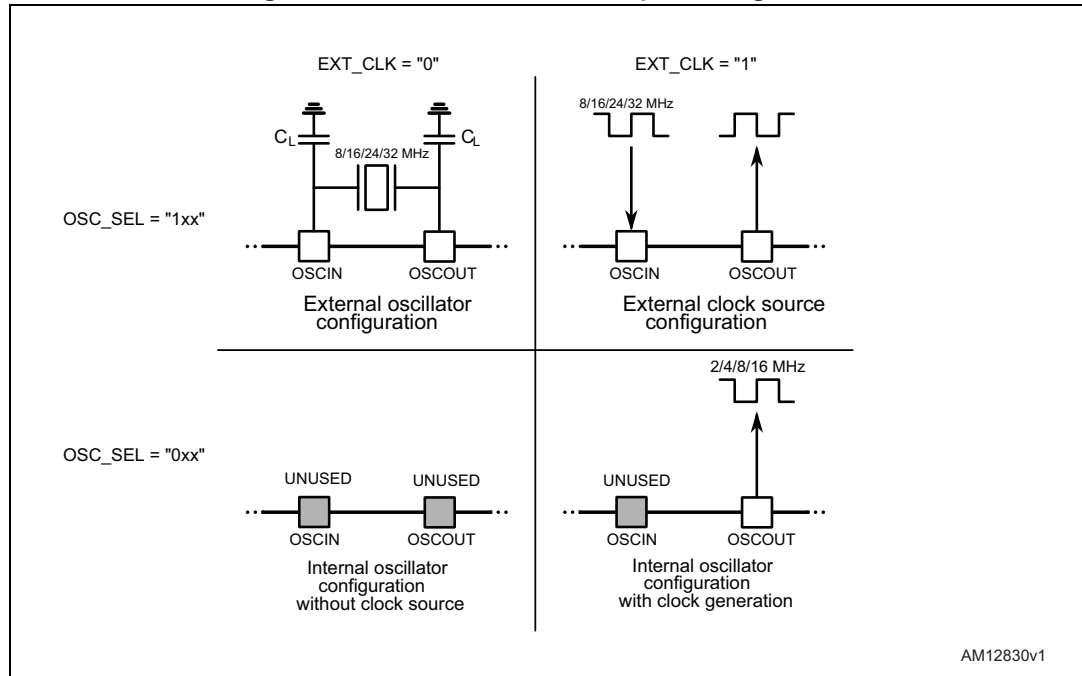 EXT_CLK = "0"
EXT_CLK = "1"
8/16/24/32 MHz
CL
CL
8/16/24/32 MHz
OSC_SEL = "1xx"
OSCIN
OSCOUT
OSCIN
OSCOUT
External oscillator
configuration
External clock source
configuration
2/4/8/16 MHz
OSC_SEL = "0xx"
UNUSED
UNUSED
UNUSED
OSCIN
OSCOUT
OSCIN
OSCOUT
Internal oscillator
configuration
without clock source
Internal oscillator
configuration
with clock generation
AM12830v1